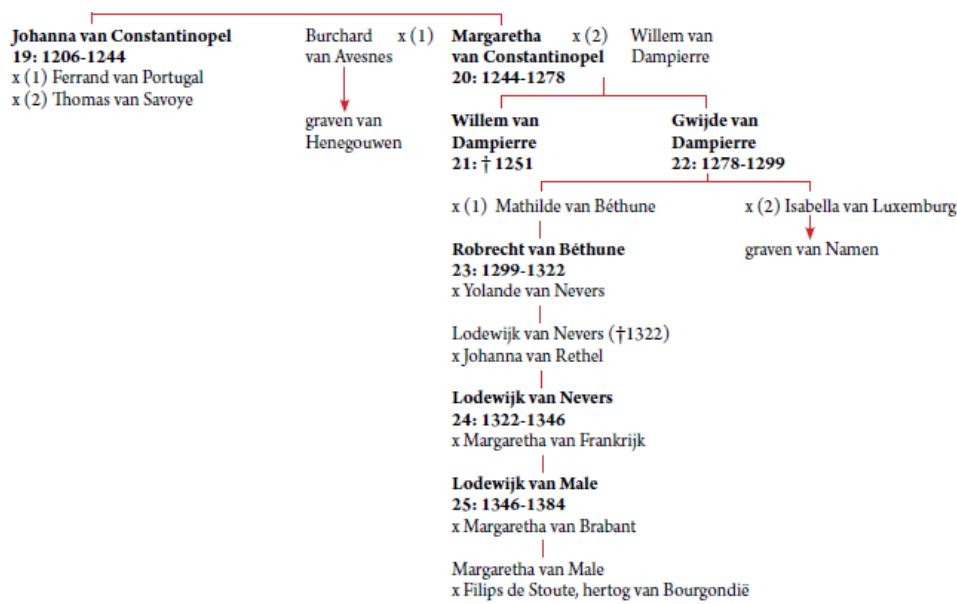 Johanna van Constantinopel
19: 1206-1244
x (1) Ferrand van Portugal
x (2) Thomas van Savoye
Burchard x (1)
van Avesnes
graven van
Henegouwen
Margaretha x (2)
van Constantinopel
20: 1244-1278
Willem van
Dampierre
Willem van
Dampierre
21: † 1251
Gwijde van
Dampierre
22: 1278-1299
x (1) Mathilde van Béthune
x (2) Isabella van Luxemburg
graven van Namen
Robrecht van Béthune
23: 1299-1322
x Yolande van Nevers
Lodewijk van Nevers (†1322)
x Johanna van Rethel
Lodewijk van Nevers
24: 1322-1346
x Margaretha van Frankrijk
Lodewijk van Male
25: 1346-1384
x Margaretha van Brabant
Margaretha van Male
x Filips de Stoute, hertog van Bourgondië